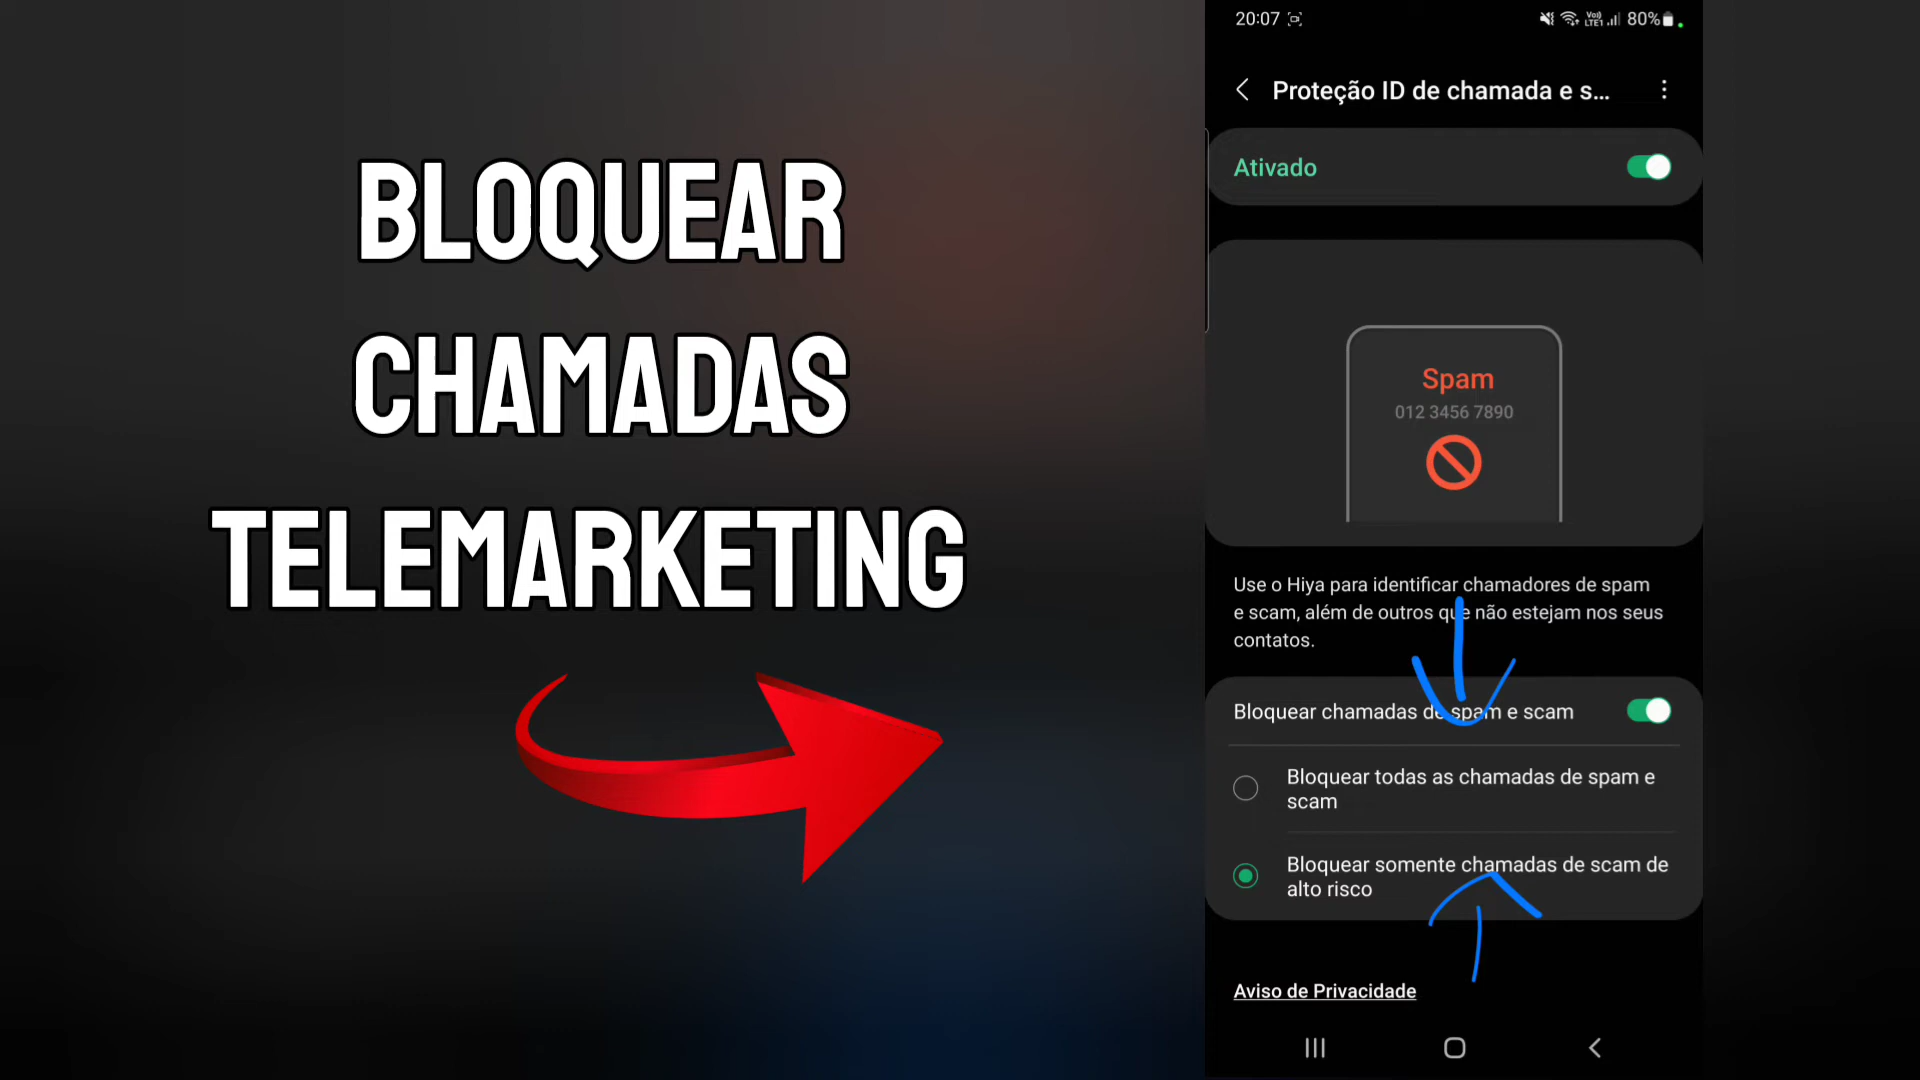 BLOQUEAR
CHAMADAS
TELEMARKETING
20:07
Vo)) LTE1 80%
Proteção ID de chamada e s...
Ativado
Spam
012 3456 7890
Use o Hiya para identificar chamadores de spam
e scam, além de outros que não estejam nos seus
contatos.
Bloquear chamadas de spam e scam
Bloquear todas as chamadas de spam e
scam
Bloquear somente chamadas de scam de
alto risco
Aviso de Privacidade